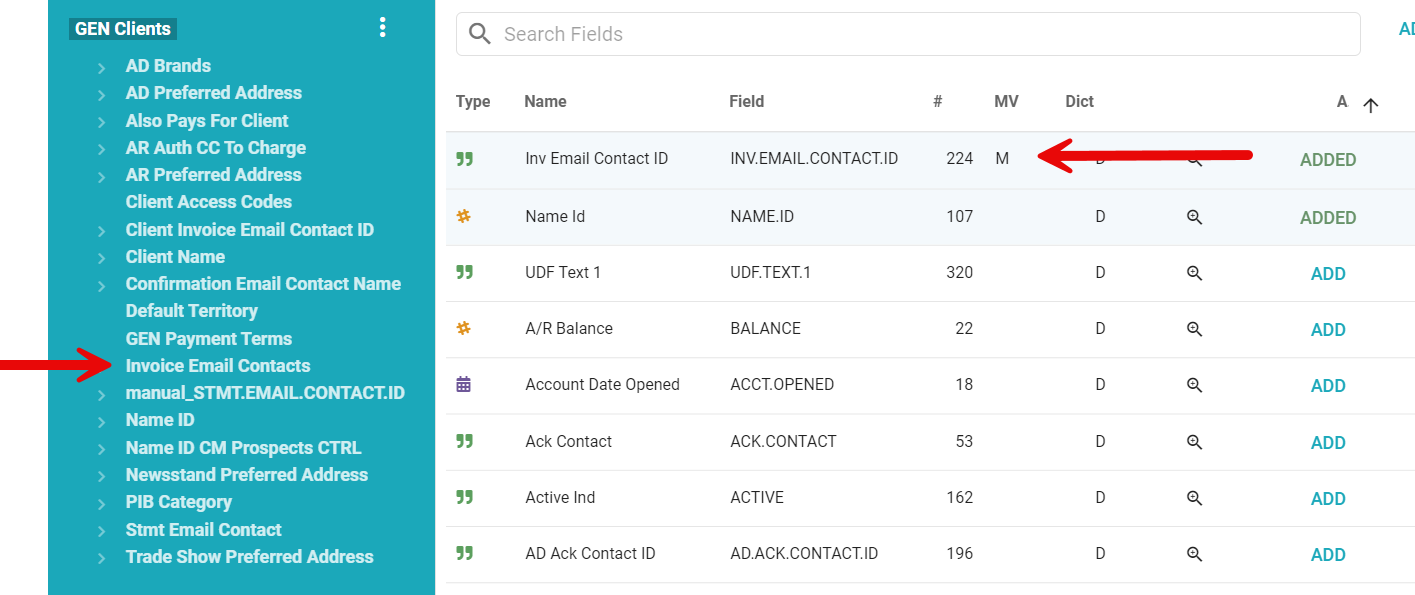 GEN Clients
AD Brands
AD Preferred Address
Also Pays For Client
AR Auth CC To Charge
AR Preferred Address
Client Access Codes
Client Invoice Email Contact ID
Client Name
Confirmation Email Contact Name
Default Territory
GEN Payment Terms
Invoice Email Contacts
manual_STMT.EMAIL.CONTACT.ID
Name ID
Name ID CM Prospects CTRL
Newsstand Preferred Address
PIB Category
Stmt Email Contact
Trade Show Preferred Address
Search Fields
AD
Type Name Field # MV Dict A
Inv Email Contact ID INV.EMAIL.CONTACT.ID 224 M D ADDED
Name Id NAME.ID 107 D ADDED
UDF Text 1 UDF.TEXT.1 320 D ADD
A/R Balance BALANCE 22 D ADD
Account Date Opened ACCT.OPENED 18 D ADD
Ack Contact ACK.CONTACT 53 D ADD
Active Ind ACTIVE 162 D ADD
AD Ack Contact ID AD.ACK.CONTACT.ID 196 D ADD